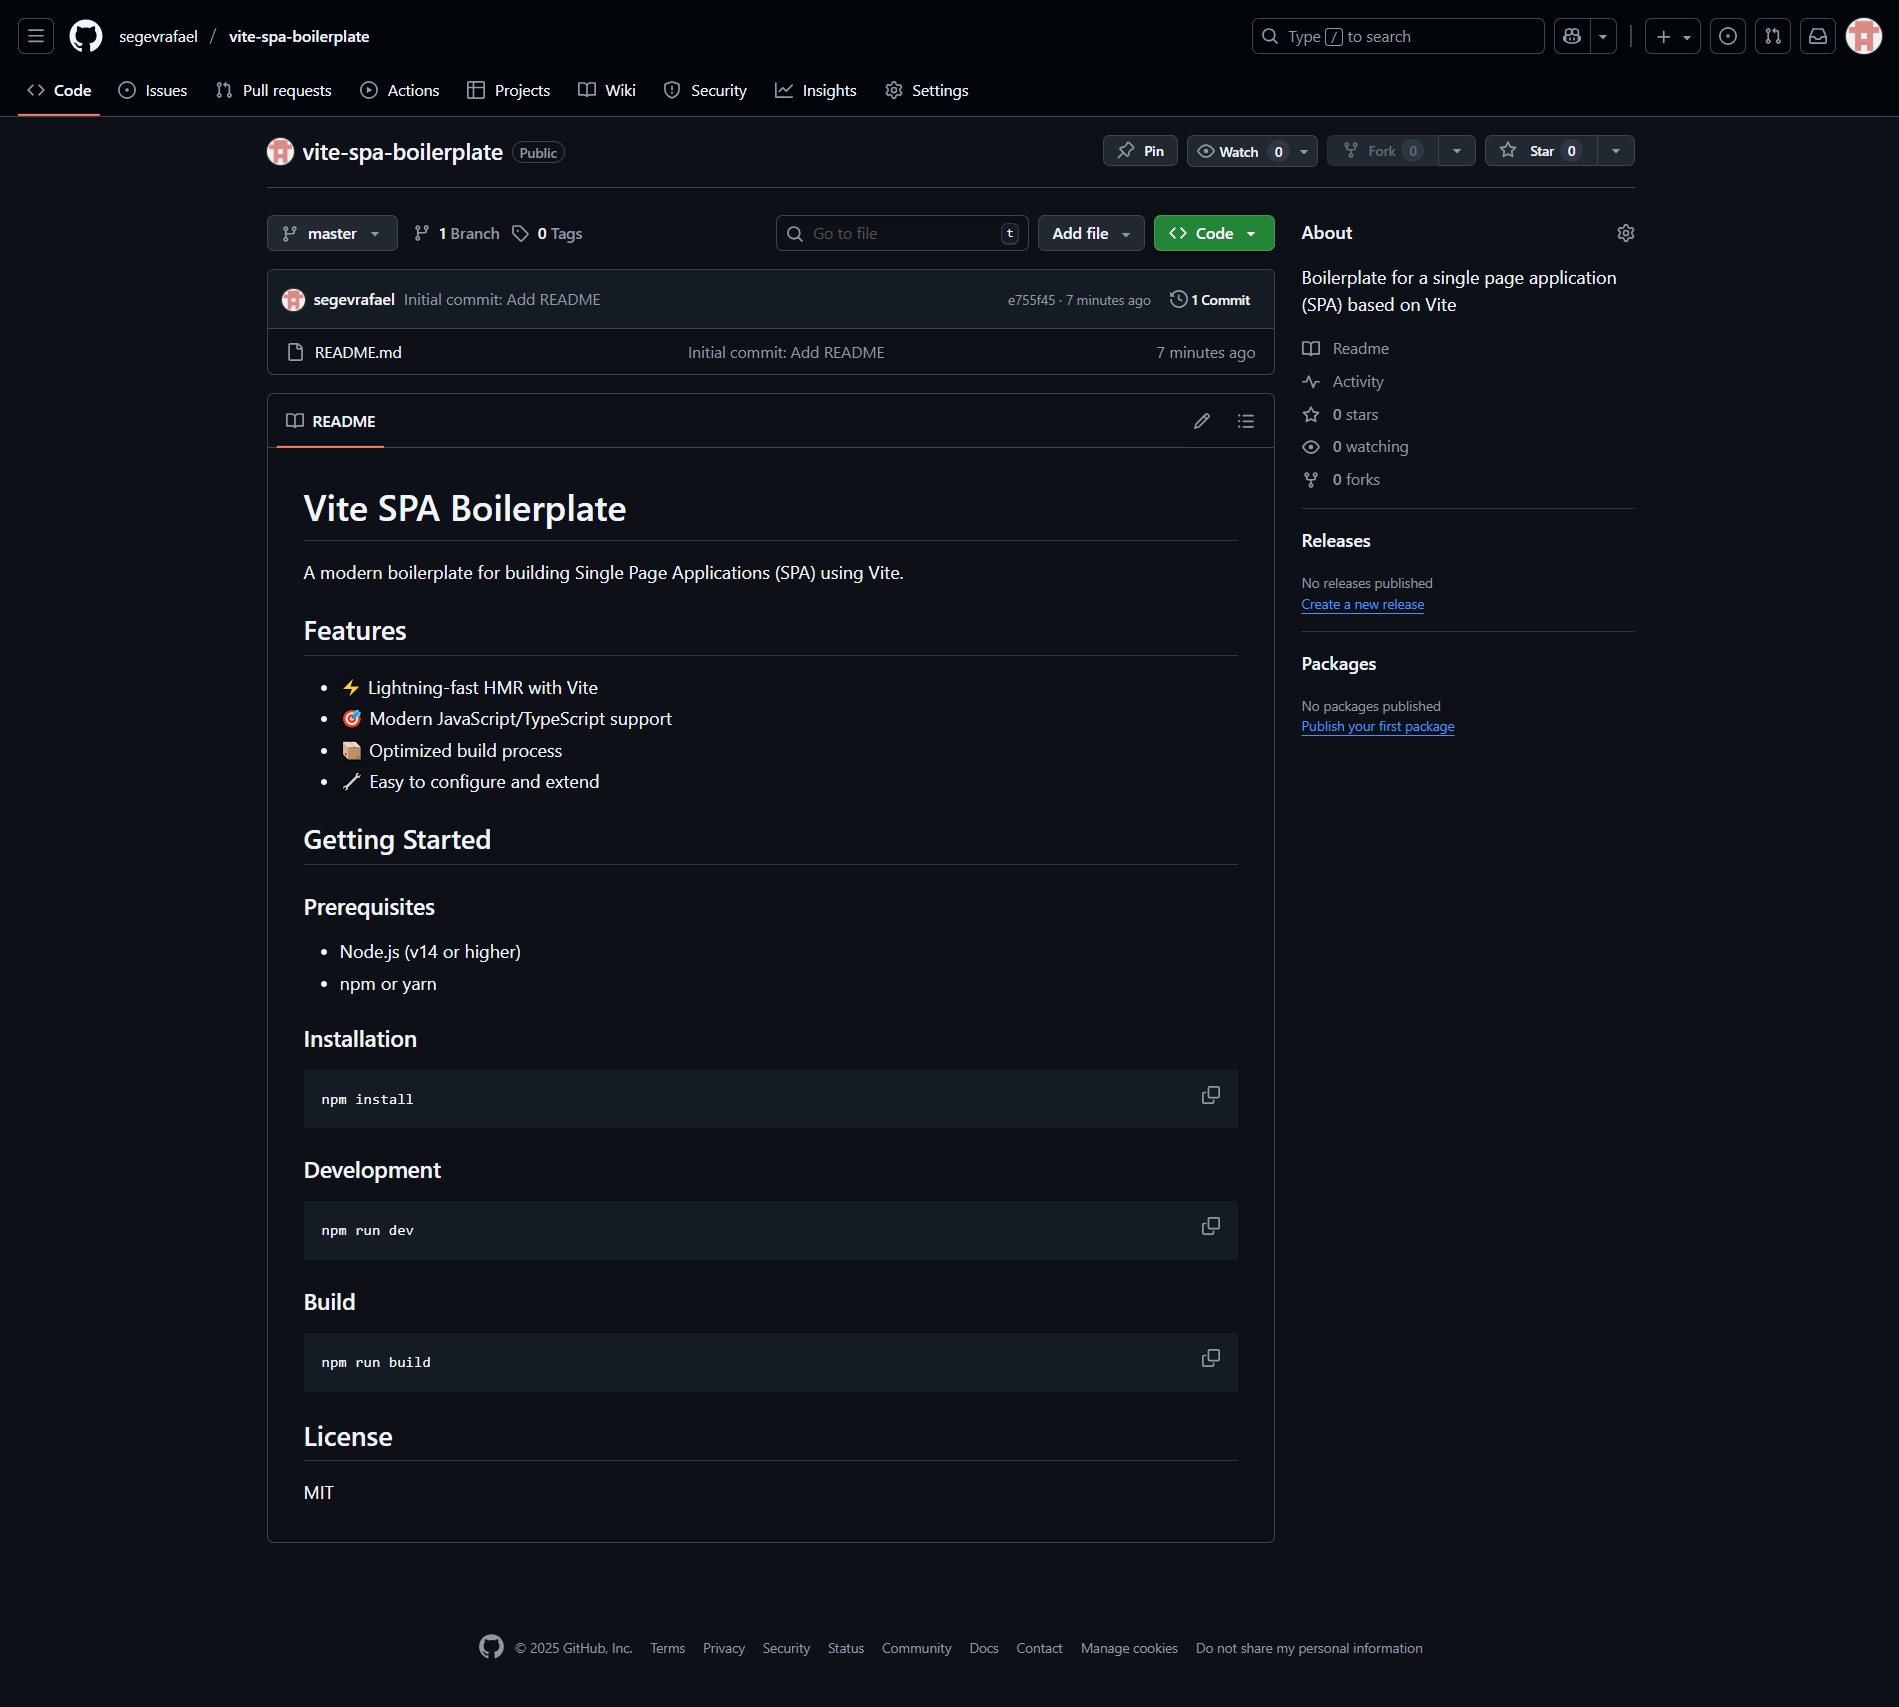 segevrafael / vite-spa-boilerplate
Type / to search
Code Issues Pull requests Actions Projects Wiki Security Insights Settings
vite-spa-boilerplate Public
Pin Watch 0 Fork 0 Star 0
master 1 Branch 0 Tags
Go to file t Add file Code
segevrafael Initial commit: Add README e755f45 · 7 minutes ago 1 Commit
README.md Initial commit: Add README 7 minutes ago
README
Vite SPA Boilerplate
A modern boilerplate for building Single Page Applications (SPA) using Vite.
Features
• ⚡ Lightning-fast HMR with Vite
• 🎯 Modern JavaScript/TypeScript support
• 📦 Optimized build process
• 🔧 Easy to configure and extend
Getting Started
Prerequisites
• Node.js (v14 or higher)
• npm or yarn
Installation
npm install
Development
npm run dev
Build
npm run build
License
MIT
About
Boilerplate for a single page application
(SPA) based on Vite
Readme
Activity
0 stars
0 watching
0 forks
Releases
No releases published
Create a new release
Packages
No packages published
Publish your first package
© 2025 GitHub, Inc. Terms Privacy Security Status Community Docs Contact Manage cookies Do not share my personal information